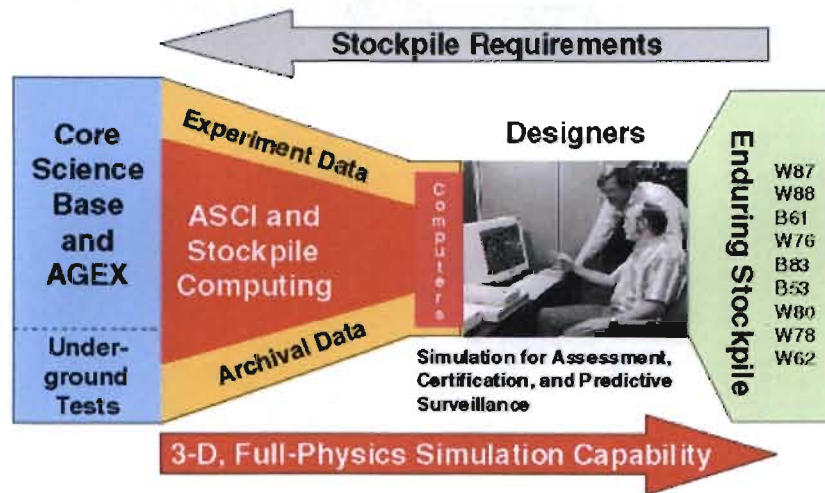 Stockpile Requirements
Core
Science
Base
and
AGEX
Under-
ground
Tests
Experiment Data
ASCI and
Stockpile
Computing
Archival Data
Computers
Designers
Simulation for Assessment,
Certification, and Predictive
Surveillance
Enduring Stockpile
W87
W88
B61
W76
B83
B53
W80
W78
W62
3-D, Full-Physics Simulation Capability